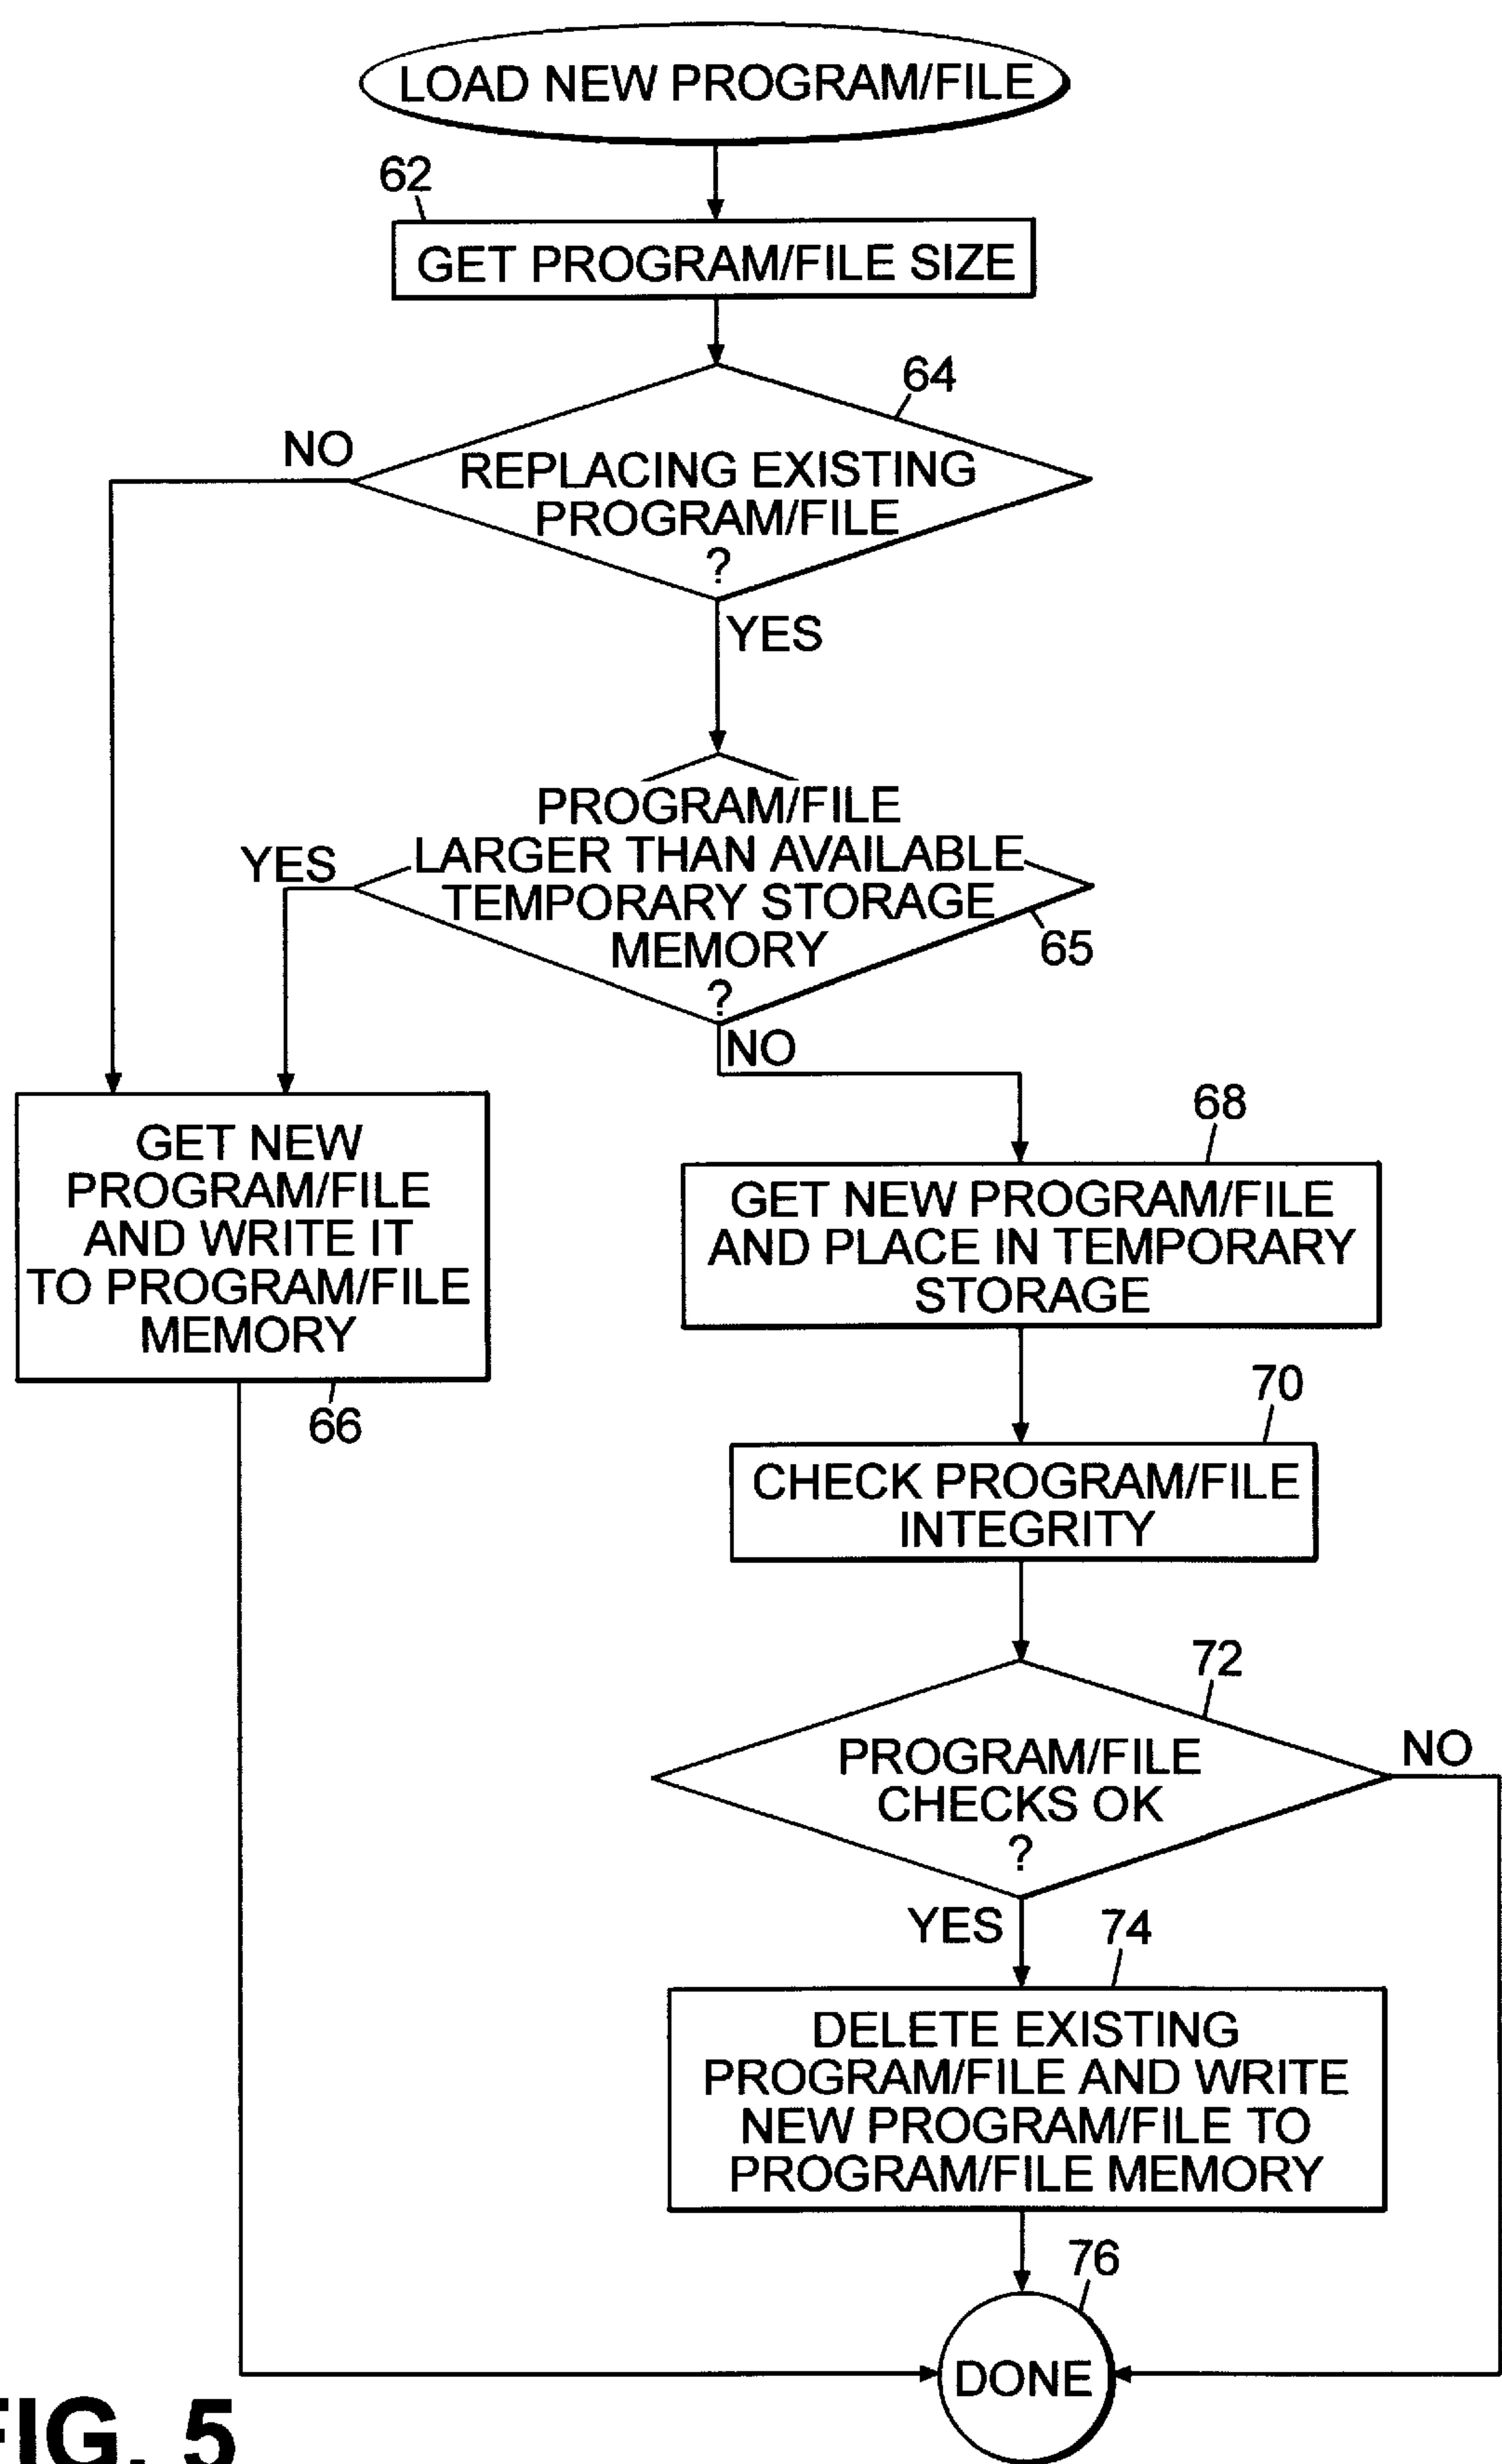 LOAD NEW PROGRAM/FILE
62
GET PROGRAM/FILE SIZE
64
NO
REPLACING EXISTING
PROGRAM/FILE
?
YES
PROGRAM/FILE
LARGER THAN AVAILABLE
TEMPORARY STORAGE
MEMORY
?
YES
65
NO
GET NEW
PROGRAM/FILE
AND WRITE IT
TO PROGRAM/FILE
MEMORY
66
68
GET NEW PROGRAM/FILE
AND PLACE IN TEMPORARY
STORAGE
70
CHECK PROGRAM/FILE
INTEGRITY
72
PROGRAM/FILE
CHECKS OK
?
NO
YES
74
DELETE EXISTING
PROGRAM/FILE AND WRITE
NEW PROGRAM/FILE TO
PROGRAM/FILE MEMORY
76
DONE
FIG. 5